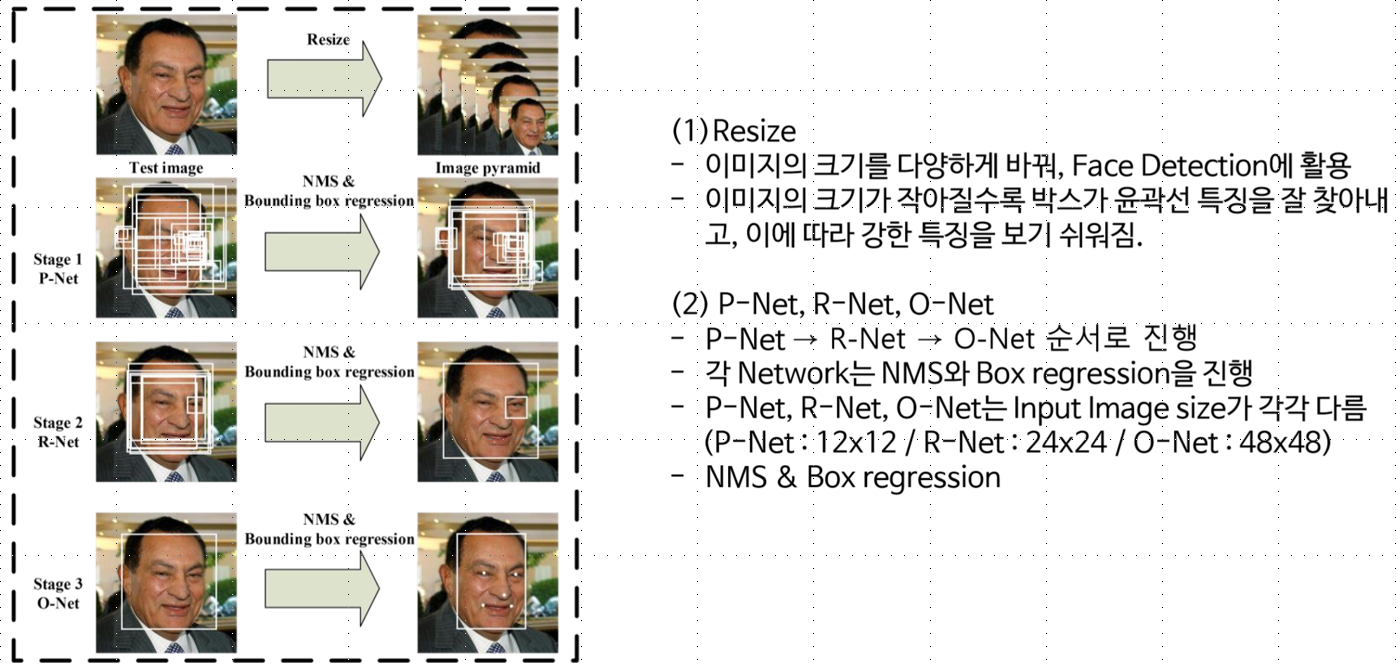 Resize
Test image
Image pyramid
NMS &
Bounding box regression
Stage 1
P-Net
NMS &
Bounding box regression
Stage 2
R-Net
NMS &
Bounding box regression
Stage 3
O-Net
(1)Resize
- 이미지의 크기를 다양하게 바꿔, Face Detection에 활용
- 이미지의 크기가 작아질수록 박스가 윤곽선 특징을 잘 찾아내
고, 이에 따라 강한 특징을 보기 쉬워짐.
(2) P-Net, R-Net, O-Net
- P-Net → R-Net → O-Net 순서로 진행
- 각 Network는 NMS와 Box regression을 진행
- P-Net, R-Net, O-Net는 Input Image size가 각각 다름
(P-Net : 12x12 / R-Net : 24x24 / O-Net : 48x48)
- NMS & Box regression